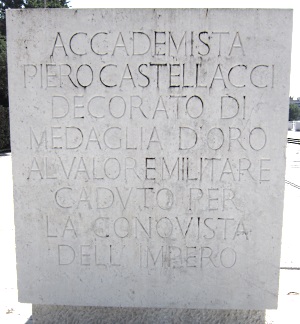 ACCADEMISTA
PIERO CASTELLACCI
DECORATO DI
MEDAGLIA D'ORO
AL VALORE MILITARE
CADVTO PER
LA CONQVISTA
DELL'IMPERO